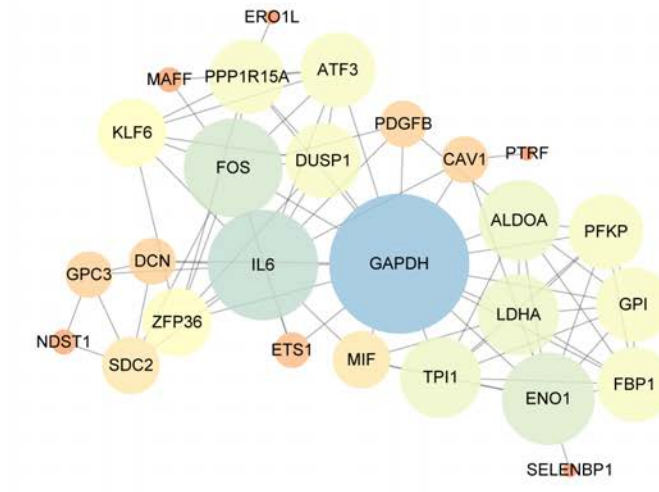 ERO1L
MAFF
PPP1R15A
ATF3
KLF6
PDGFB
FOS
DUSP1
CAV1
PTRF
ALDOA
PFKP
DCN
IL6
GAPDH
GPC3
GPI
ZFP36
LDHA
NDST1
ETS1
SDC2
MIF
TPI1
ENO1
FBP1
SELENBP1